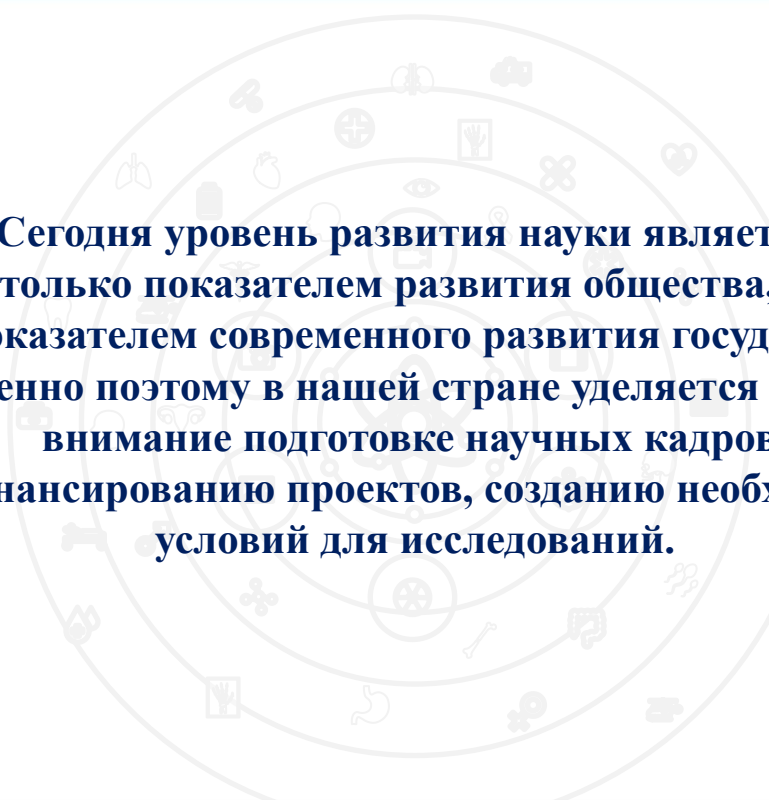 Сегодня уровень развития науки являет
только показателем развития общества,
оказателем современного развития госуд
енно поэтому в нашей стране уделяется
внимание подготовке научных кадров
нансированию проектов, созданию необх
условий для исследований.